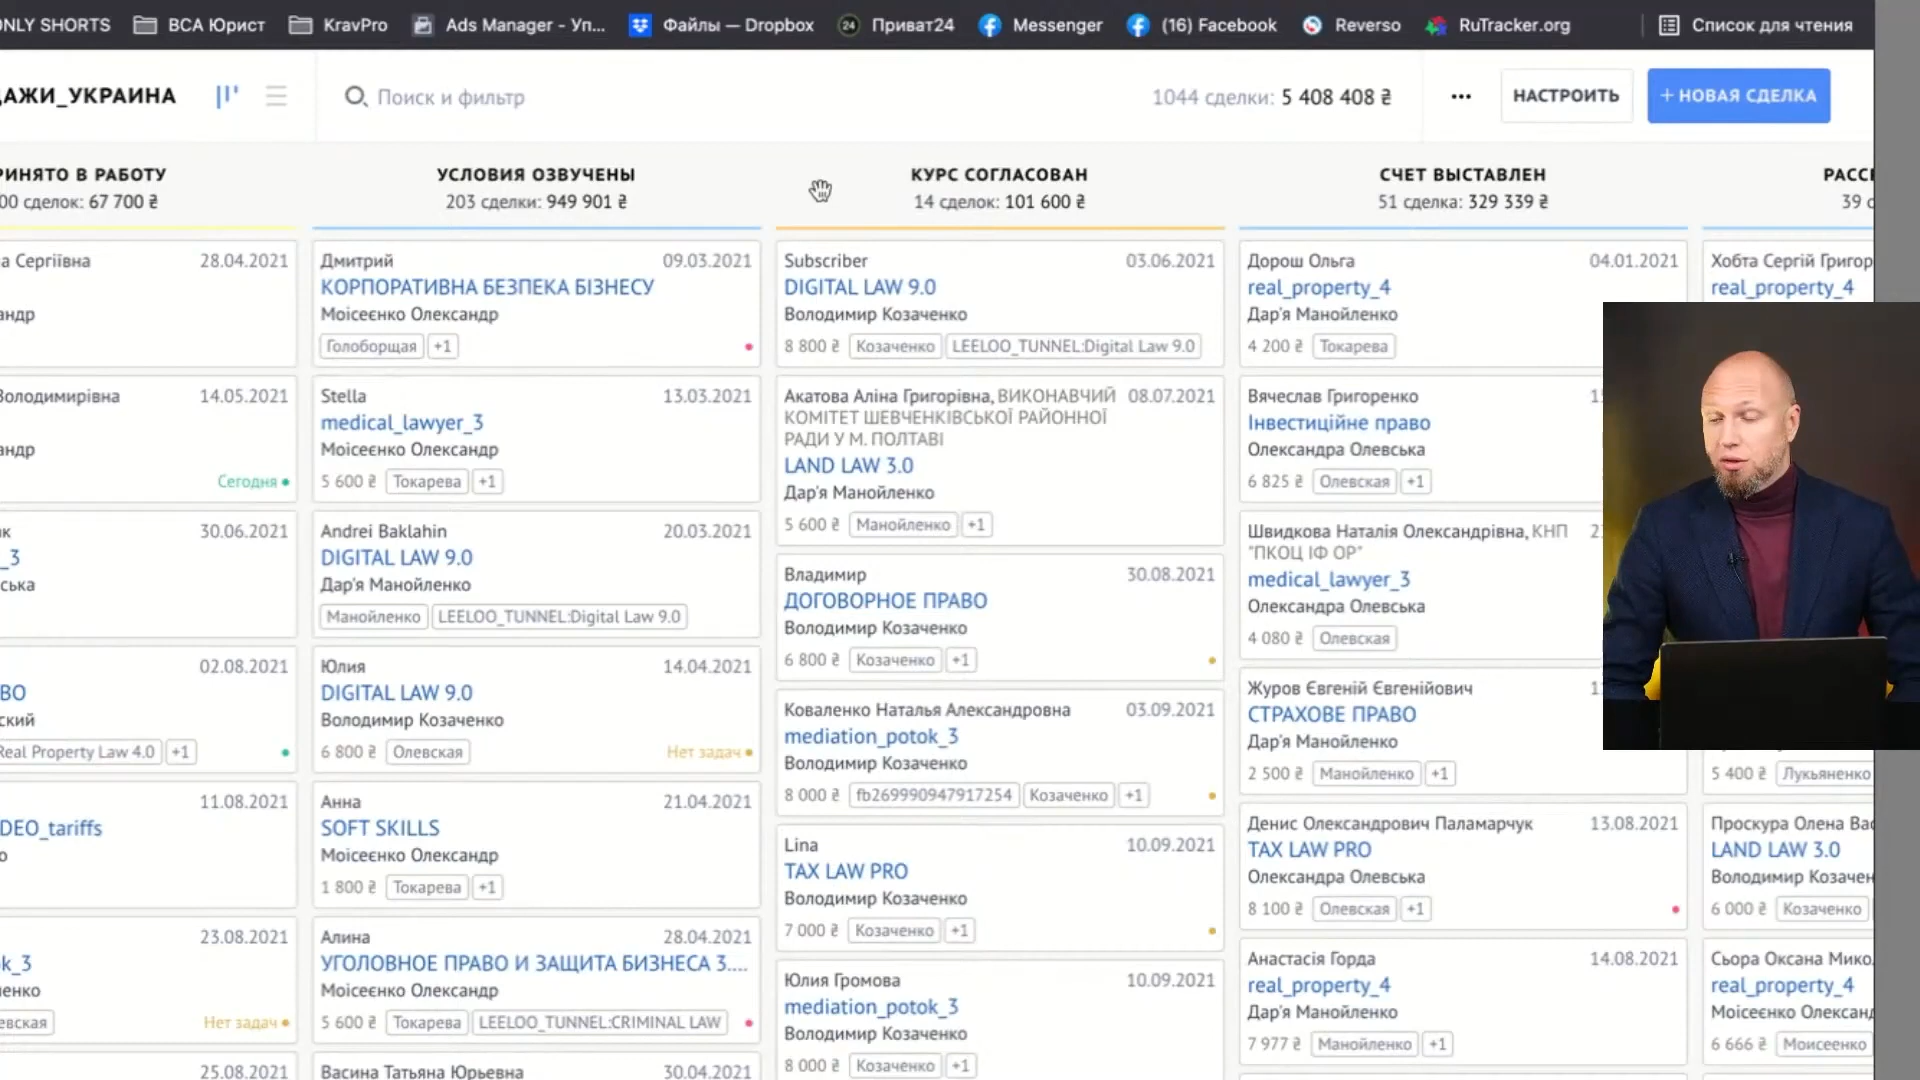 NLY SHORTS
ВСА Юрист
KravPro
Ads Manager - Уп...
Файлы — Dropbox
24
Приват24
Messenger
(16) Facebook
Reverso
RuTracker.org
Список для чтения
АЖИ_УКРАИНА
Поиск и фильтр
1044 сделки: 5 408 408 ₴
НАСТРОИТЬ
+ НОВАЯ СДЕЛКА
РИНЯТО В РАБОТУ
00 сделок: 67 700 ₴
а Сергіївна
28.04.2021
андр
Володимирівна
14.05.2021
андр
Сегодня
к
30.06.2021
_3
ська
02.08.2021
ВО
ский
Real Property Law 4.0
+1
11.08.2021
DEO_tariffs
о
23.08.2021
k_3
енко
евская
Нет задач
25.08.2021
УСЛОВИЯ ОЗВУЧЕНЫ
203 сделки: 949 901 ₴
Дмитрий
09.03.2021
КОРПОРАТИВНА БЕЗПЕКА БІЗНЕСУ
Моісеєнко Олександр
Голоборщая
+1
Stella
13.03.2021
medical_lawyer_3
Моісеєнко Олександр
5 600 ₴
Токарева
+1
Andrei Baklahin
20.03.2021
DIGITAL LAW 9.0
Дар'я Манойленко
Манойленко
LEELOO_TUNNEL:Digital Law 9.0
Юлия
14.04.2021
DIGITAL LAW 9.0
Володимир Козаченко
6 800 ₴
Олевская
Нет задач
Анна
21.04.2021
SOFT SKILLS
Моісеєнко Олександр
1 800 ₴
Токарева
+1
Алина
28.04.2021
УГОЛОВНОЕ ПРАВО И ЗАЩИТА БИЗНЕСА 3....
Моісеєнко Олександр
5 600 ₴
Токарева
LEELOO_TUNNEL:CRIMINAL LAW
Васина Татьяна Юрьевна
30.04.2021
КУРС СОГЛАСОВАН
14 сделок: 101 600 ₴
Subscriber
03.06.2021
DIGITAL LAW 9.0
Володимир Козаченко
8 800 ₴
Козаченко
LEELOO_TUNNEL:Digital Law 9.0
Акатова Аліна Григорівна, ВИКОНАВЧИЙ
08.07.2021
КОМІТЕТ ШЕВЧЕНКІВСЬКОЇ РАЙОННОЇ
РАДИ У М. ПОЛТАВІ
LAND LAW 3.0
Дар'я Манойленко
5 600 ₴
Манойленко
+1
Владимир
30.08.2021
ДОГОВОРНОЕ ПРАВО
Володимир Козаченко
6 800 ₴
Козаченко
+1
Коваленко Наталья Александровна
03.09.2021
mediation_potok_3
Володимир Козаченко
8 000 ₴
fb269990947917254
Козаченко
+1
Lina
10.09.2021
TAX LAW PRO
Володимир Козаченко
7 000 ₴
Козаченко
+1
Юлия Громова
10.09.2021
mediation_potok_3
Володимир Козаченко
8 000 ₴
Козаченко
+1
СЧЕТ ВЫСТАВЛЕН
51 сделка: 329 339 ₴
Дорош Ольга
04.01.2021
real_property_4
Дар'я Манойленко
4 200 ₴
Токарева
Вячеслав Григоренко
1
Інвестиційне право
Олександра Олевська
6 825 ₴
Олевская
+1
Швидкова Наталія Олександрівна, КНП
2
"ПКОЦ ІФ ОР"
medical_lawyer_3
Олександра Олевська
4 080 ₴
Олевская
Журов Євгеній Євгенійович
1
СТРАХОВЕ ПРАВО
Дар'я Манойленко
2 500 ₴
Манойленко
+1
Денис Олександрович Паламарчук
13.08.2021
TAX LAW PRO
Олександра Олевська
8 100 ₴
Олевская
+1
Анастасія Горда
14.08.2021
real_property_4
Дар'я Манойленко
7 977 ₴
Манойленко
+1
РАСС
39 с
Хобта Сергій Григор
real_property_4
5 400 ₴
Лукьяненко
Проскура Олена Вас
LAND LAW 3.0
Володимир Козачен
6 000 ₴
Козаченко
Сьора Оксана Мико
real_property_4
Моісеєнко Олександ
6 666 ₴
Моисеенко